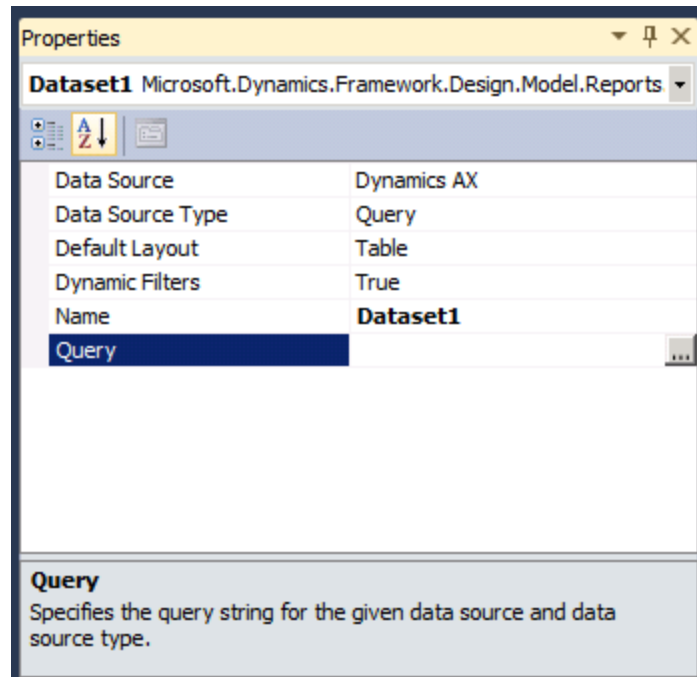 Properties
Dataset1 Microsoft.Dynamics.Framework.Design.Model.Reports
Data Source Dynamics AX
Data Source Type Query
Default Layout Table
Dynamic Filters True
Name Dataset1
Query ...
Query
Specifies the query string for the given data source and data
source type.